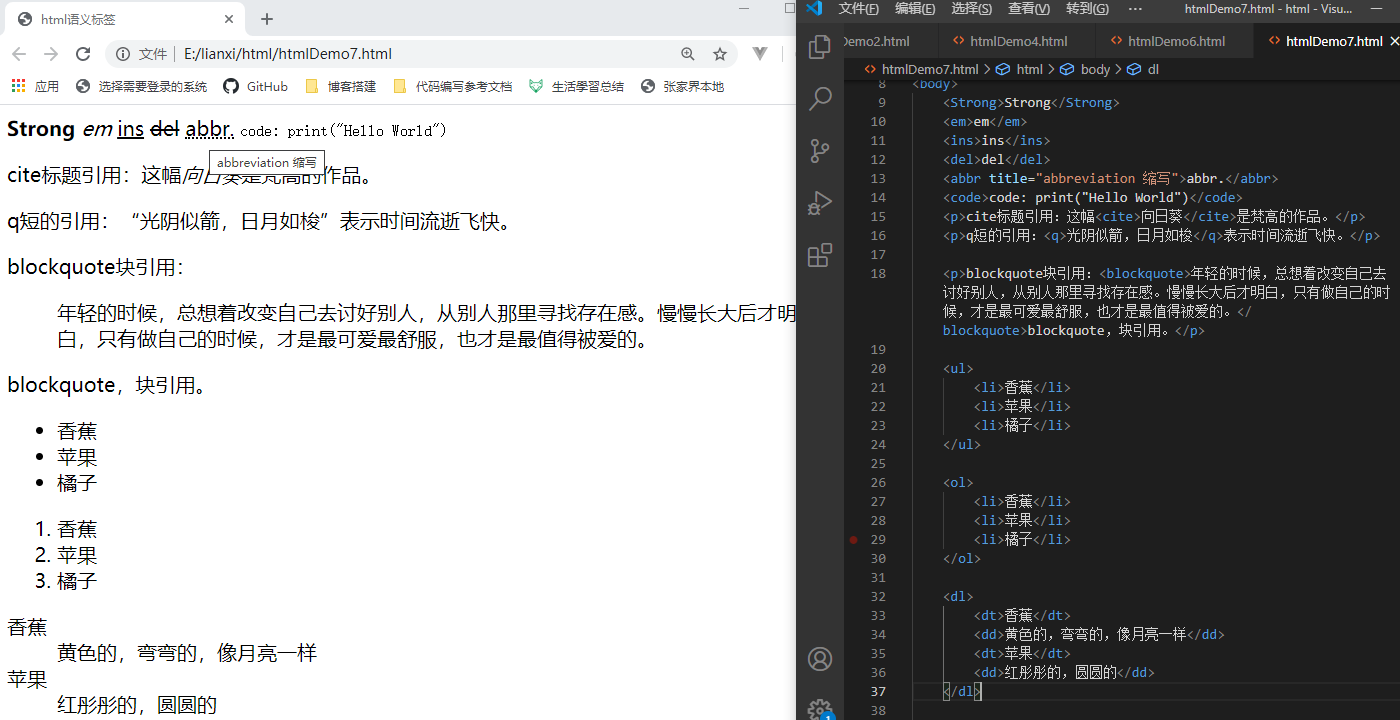 html语义标签
文件 | E:/lianxi/html/htmlDemo7.html
应用 选择需要登录的系统 GitHub 博客搭建 代码编写参考文档 生活學習總结 张家界本地
Strong em ins del abbr. code: print("Hello World")
abbreviation 缩写
cite标题引用：这幅向日葵是梵高的作品。
q短的引用：“光阴似箭，日月如梭”表示时间流逝飞快。
blockquote块引用：
年轻的时候，总想着改变自己去讨好别人，从别人那里寻找存在感。慢慢长大后才明
白，只有做自己的时候，才是最可爱最舒服，也才是最值得被爱的。
blockquote，块引用。
• 香蕉
• 苹果
• 橘子
1. 香蕉
2. 苹果
3. 橘子
香蕉
黄色的，弯弯的，像月亮一样
苹果
红彤彤的，圆圆的
文件(F) 编辑(E) 选择(S) 查看(V) 转到(G) ··· htmlDemo7.html - html - Visu...
Demo2.html htmlDemo4.html htmlDemo6.html htmlDemo7.html
htmlDemo7.html > html > body > dl
8 <body>
9 <Strong>Strong</Strong>
10 <em>em</em>
11 <ins>ins</ins>
12 <del>del</del>
13 <abbr title="abbreviation 缩写">abbr.</abbr>
14 <code>code: print("Hello World")</code>
15 <p>cite标题引用：这幅<cite>向日葵</cite>是梵高的作品。</p>
16 <p>q短的引用：<q>光阴似箭，日月如梭</q>表示时间流逝飞快。</p>
17
18 <p>blockquote块引用：<blockquote>年轻的时候，总想着改变自己去
讨好别人，从别人那里寻找存在感。慢慢长大后才明白，只有做自己的时
候，才是最可爱最舒服，也才是最值得被爱的。</
blockquote>blockquote，块引用。</p>
19
20 <ul>
21 <li>香蕉</li>
22 <li>苹果</li>
23 <li>橘子</li>
24 </ul>
25
26 <ol>
27 <li>香蕉</li>
28 <li>苹果</li>
29 <li>橘子</li>
30 </ol>
31
32 <dl>
33 <dt>香蕉</dt>
34 <dd>黄色的，弯弯的，像月亮一样</dd>
35 <dt>苹果</dt>
36 <dd>红彤彤的，圆圆的</dd>
37 </dl>
38
1